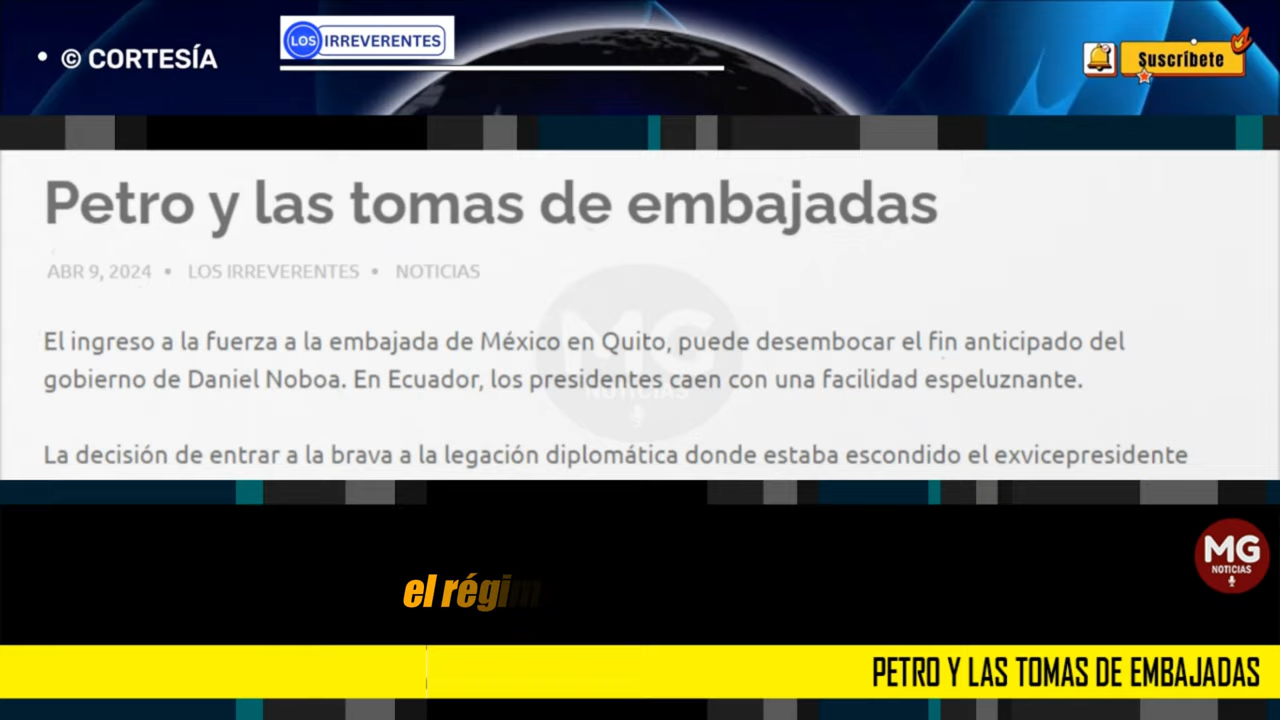 • © CORTESÍA
LOS IRREVERENTES
Suscríbete
Petro y las tomas de embajadas
ABR 9, 2024 • LOS IRREVERENTES • NOTICIAS
El ingreso a la fuerza a la embajada de México en Quito, puede desembocar el fin anticipado del
gobierno de Daniel Noboa. En Ecuador, los presidentes caen con una facilidad espeluznante.
La decisión de entrar a la brava a la legación diplomática donde estaba escondido el exvicepresidente
MG
NOTICIAS
MG
NOTICIAS
el régim
PETRO Y LAS TOMAS DE EMBAJADAS